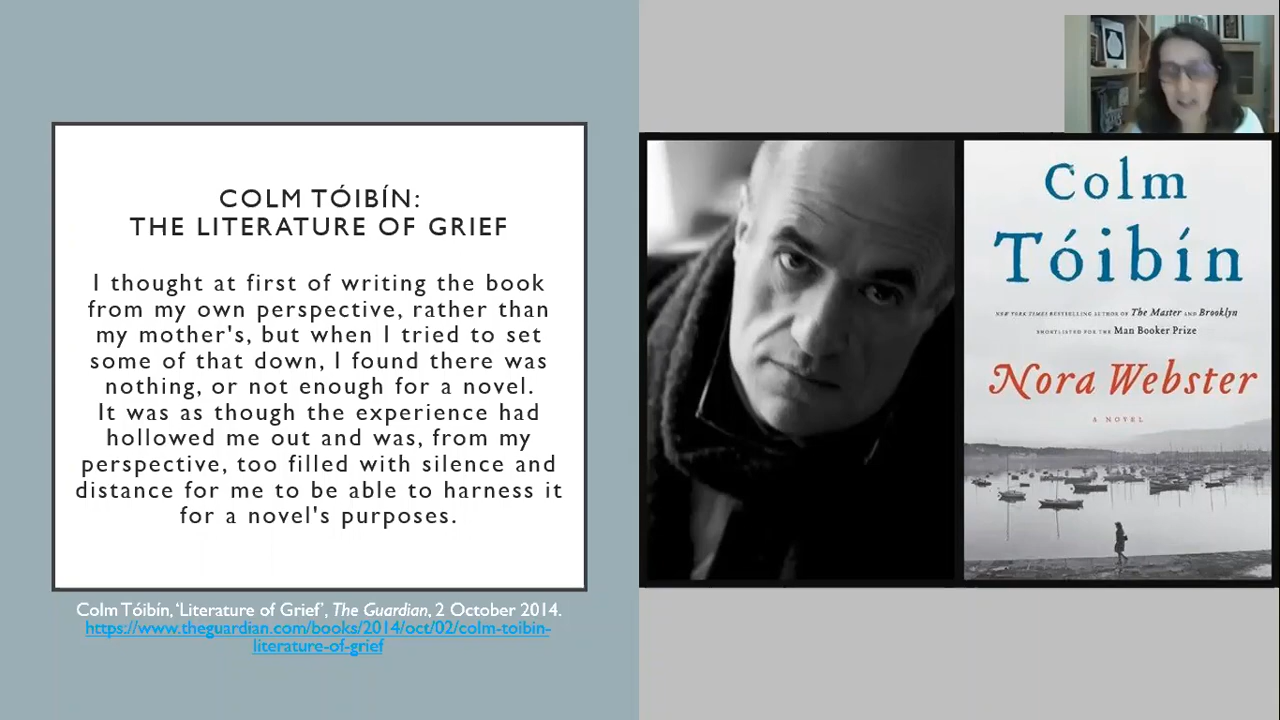 COLM TÓIBÍN:
THE LITERATURE OF GRIEF
I thought at first of writing the book
from my own perspective, rather than
my mother's, but when I tried to set
some of that down, I found there was
nothing, or not enough for a novel.
It was as though the experience had
hollowed me out and was, from my
perspective, too filled with silence and
distance for me to be able to harness it
for a novel's purposes.
Colm Tóibín, 'Literature of Grief', The Guardian, 2 October 2014.
https://www.theguardian.com/books/2014/oct/02/colm-toibin-
literature-of-grief
Colm
Tóibín
NEW YORK TIMES BESTSELLING AUTHOR OF The Master AND Brooklyn
SHORTLISTED FOR THE Man Booker Prize
Nora Webster
A NOVEL